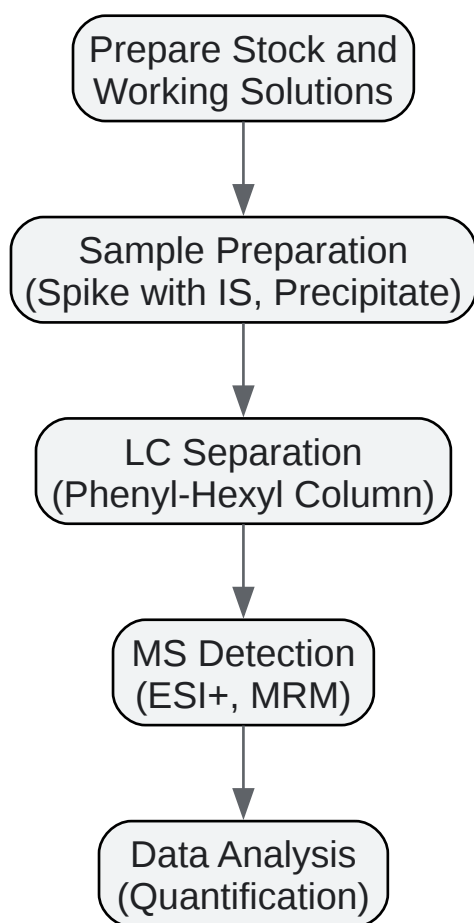 Prepare Stock and
Working Solutions
Sample Preparation
(Spike with IS, Precipitate)
LC Separation
(Phenyl-Hexyl Column)
MS Detection
(ESI+, MRM)
Data Analysis
(Quantification)